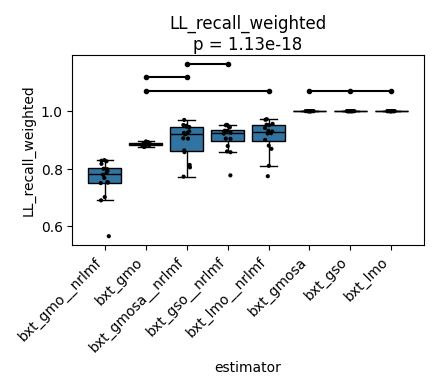 LL_recall_weighted
p = 1.13e-18
LL_recall_weighted
1.0
0.8
0.6
bxt_gmo__nrlmf
bxt_gmo
bxt_gmosa__nrlmf
bxt_gso__nrlmf
bxt_lmo__nrlmf
bxt_gmosa
bxt_gso
bxt_lmo
estimator